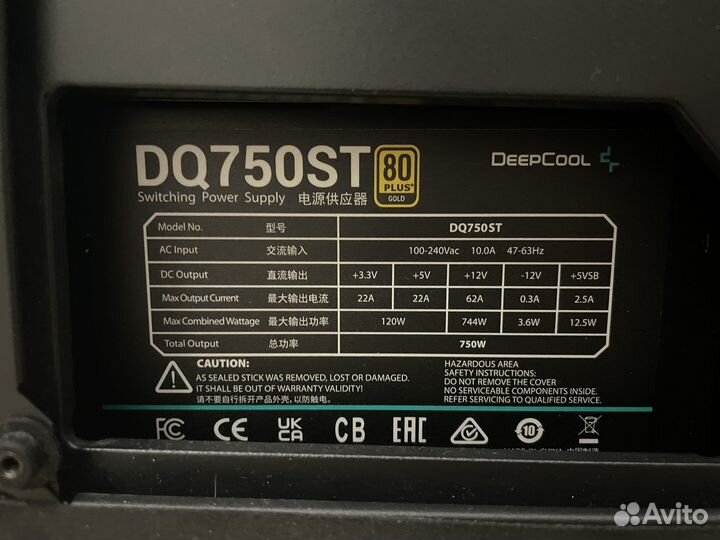 DQ750ST
80 PLUS GOLD
DEEPCOOL
Switching Power Supply 电源供应器
Model No. 型号 DQ750ST
AC Input 交流输入 100-240Vac 10.0A 47-63Hz
DC Output 直流输出 +3.3V +5V +12V -12V +5VSB
Max Output Current 最大输出电流 22A 22A 62A 0.3A 2.5A
Max Combined Wattage 最大输出功率 120W 744W 3.6W 12.5W
Total Output 总功率 750W
CAUTION:
AS SEALED STICK WAS REMOVED, LOST OR DAMAGED.
IT SHALL BE OUT OF WARRANTY VALIDITY!
请不要自行拆开产品外壳，以防触电。
HAZARDOUS AREA
SAFETY INSTRUCTIONS:
DO NOT REMOVE THE COVER
NO SERVICEABLE COMPONENTS INSIDE.
REFER SERVICING TO QUALIFIED SERVICE.
FC CE UK CA CB EAC 10
MADE IN CHINA 中国制造
Avito